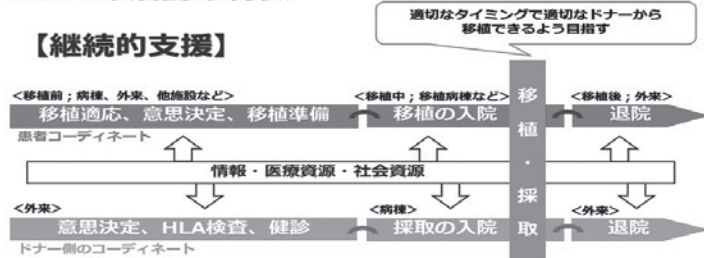 適切なタイミングで適切なドナーから
移植できるよう目指す
【継続的支援】
<移植前；病棟、外来、他施設など>
<移植中；移植病棟など>
<移植後；外来>
移植適応、意思決定、移植準備
移植の入院
移植・採取
退院
患者コーディネート
情報・医療資源・社会資源
<外来>
<病棟>
<外来>
意思決定、HLA検査、健診
採取の入院
退院
ドナー側のコーディネート